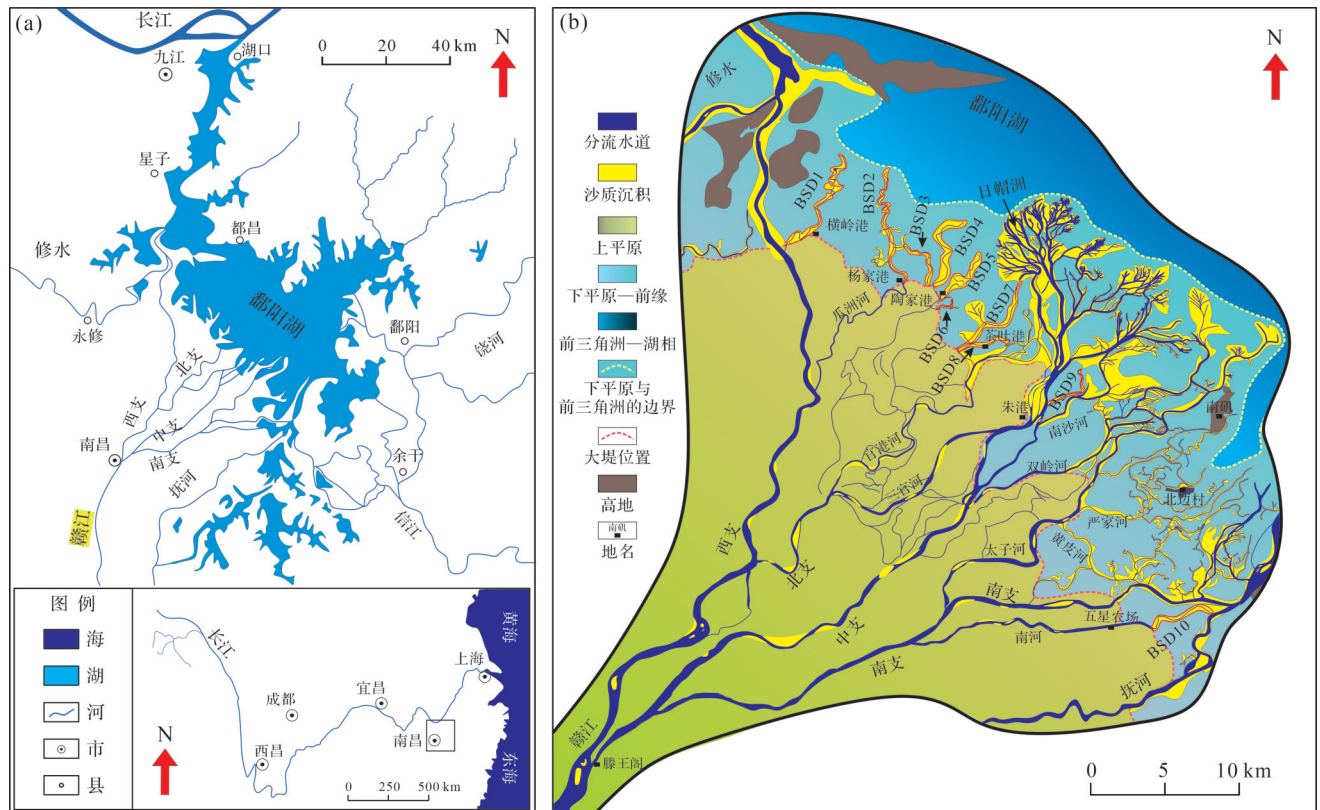 (a)
长江
九江
湖口
0 20 40 km
N
星子
都昌
修水
永修
鄱阳湖
鄱阳
饶河
北支
西支
中支
南支
南昌
抚河
余干
信江
赣江
图 例
海
湖
河
市
县
N
长江
成都
西昌
宜昌
南昌
上海
黄海
东海
0 250 500 km
(b)
N
分流水道
沙质沉积
上平原
下平原—前缘
前三角洲—湖相
下平原与
前三角洲的边界
大堤位置
高地
南矶
地名
修水
鄱阳湖
日帽洲
BSD1
BSD2
BSD3
BSD4
BSD5
BSD7
横岭港
杨家港
陶家港
瓜洲河
BSD6
茶叶港
BSD8
BSD9
朱港
南沙河
南矶
官港河
三官河
双岭河
北边村
严家河
黄皮河
太子河
西支
北支
中支
南支
南支
南河
五星农场
BSD10
抚河
赣江
滕王阁
0 5 10 km